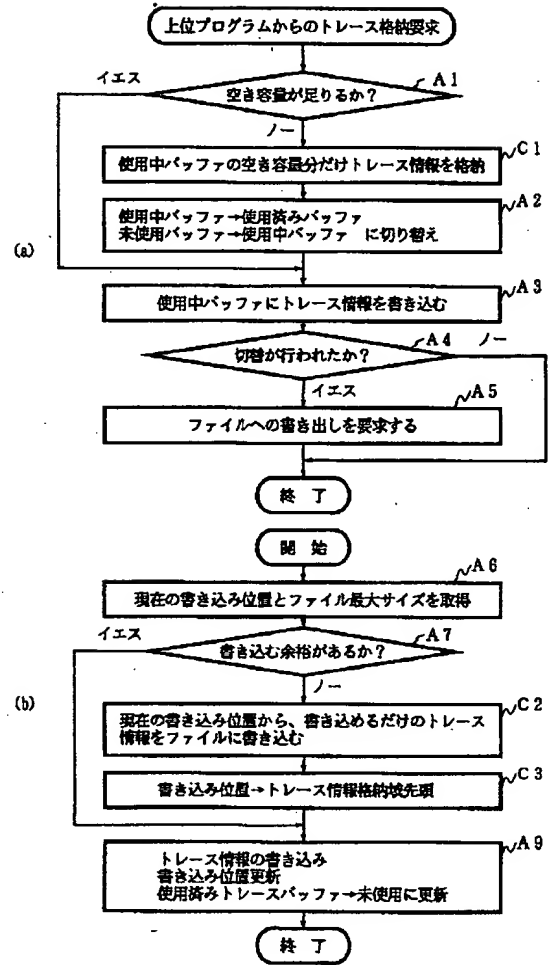 上位プログラムからのトレース格納要求
イエス
A1
空き容量が足りるか?
ノー
C1
使用中バッファの空き容量分だけトレース情報を格納
A2
使用中バッファ→使用済みバッファ
未使用バッファ→使用中バッファ に切り替え
(a)
A3
使用中バッファにトレース情報を書き込む
A4
ノー
切替が行われたか?
イエス
A5
ファイルへの書き出しを要求する
終了
開始
A6
現在の書き込み位置とファイル最大サイズを取得
イエス
A7
書き込む余裕があるか?
ノー
(b)
C2
現在の書き込み位置から、書き込めるだけのトレース
情報をファイルに書き込む
C3
書き込み位置→トレース情報格納域先頭
A9
トレース情報の書き込み
書き込み位置更新
使用済みトレースバッファ→未使用に更新
終了